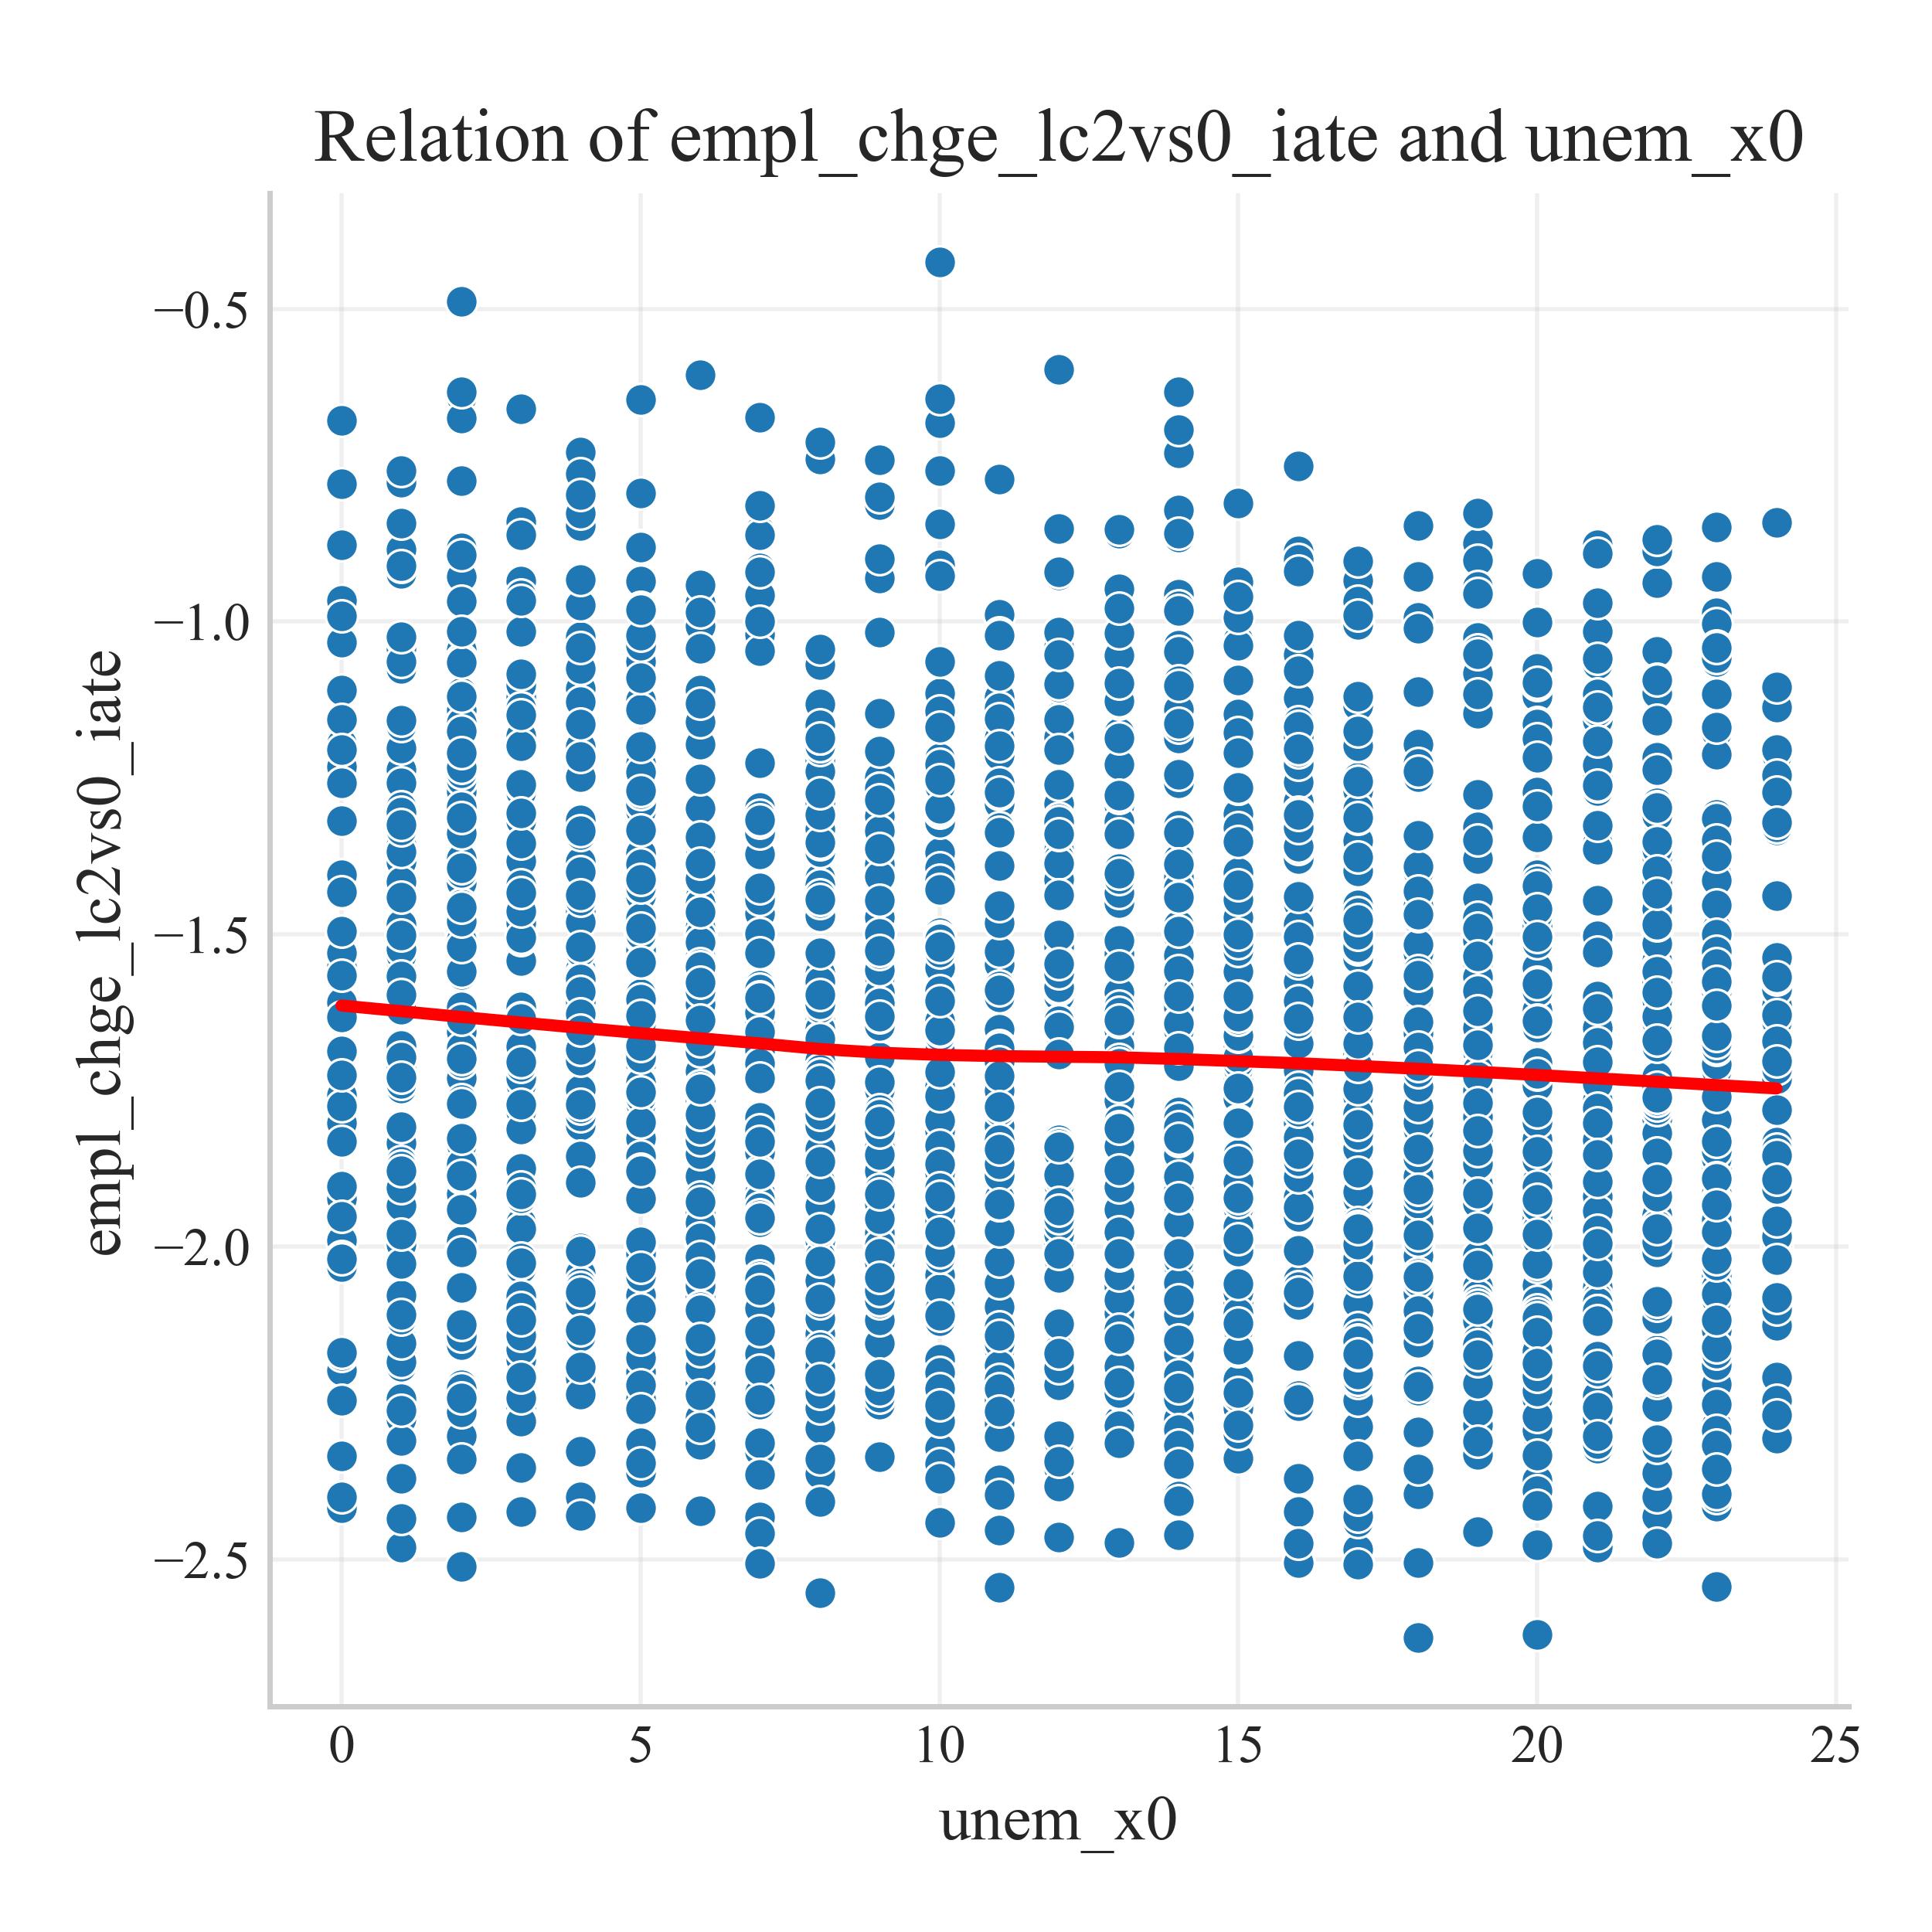 Relation of empl_chge_lc2vs0_iate and unem_x0
empl_chge_lc2vs0_iate
−0.5
−1.0
−1.5
−2.0
−2.5
0 5 10 15 20 25
unem_x0